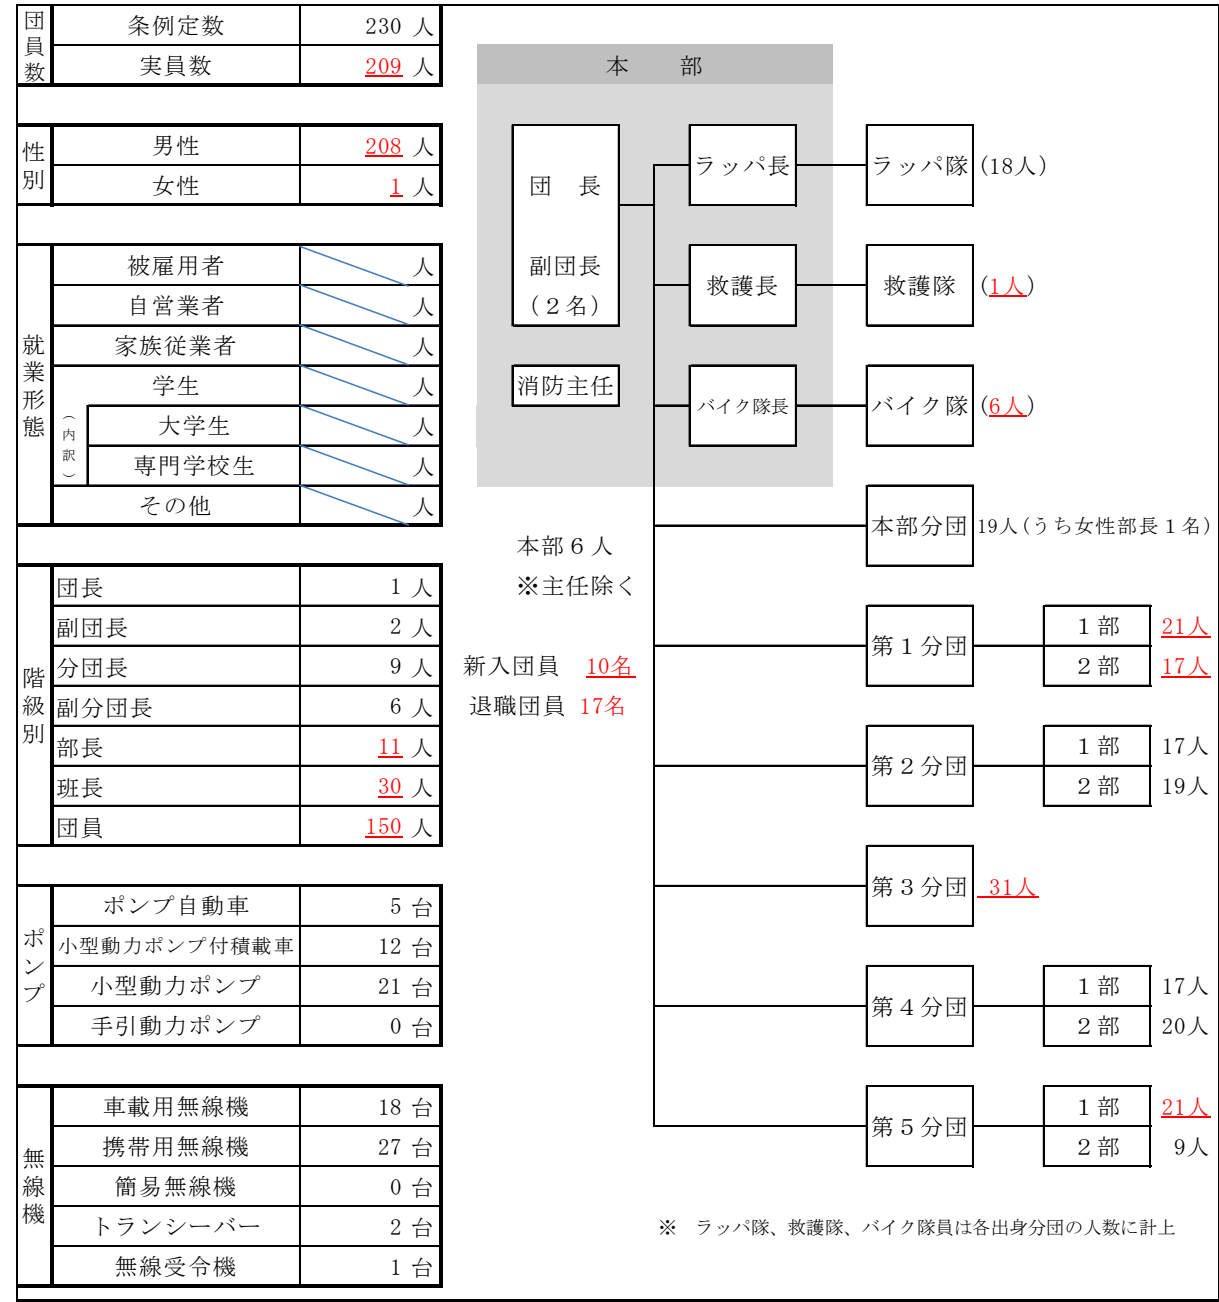 団員数
条例定数 230 人
実員数 209 人
性別
男性 208 人
女性 1 人
就業形態
被雇用者 人
自営業者 人
家族従業者 人
学生 人
（内訳）
大学生 人
専門学校生 人
その他 人
階級別
団長 1 人
副団長 2 人
分団長 9 人
副分団長 6 人
部長 11 人
班長 30 人
団員 150 人
ポンプ
ポンプ自動車 5 台
小型動力ポンプ付積載車 12 台
小型動力ポンプ 21 台
手引動力ポンプ 0 台
無線機
車載用無線機 18 台
携帯用無線機 27 台
簡易無線機 0 台
トランシーバー 2 台
無線受令機 1 台
本　部
団　長
副団長
(２名)
消防主任
ラッパ長 ラッパ隊 (18人)
救護長 救護隊 (1人)
バイク隊長 バイク隊 (6人)
本部分団 19人(うち女性部長１名)
本部６人
※主任除く
新入団員 10名
退職団員 17名
第１分団
１部 21人
２部 17人
第２分団
１部 17人
２部 19人
第３分団 31人
第４分団
１部 17人
２部 20人
第５分団
１部 21人
２部 9人
※　ラッパ隊、救護隊、バイク隊員は各出身分団の人数に計上